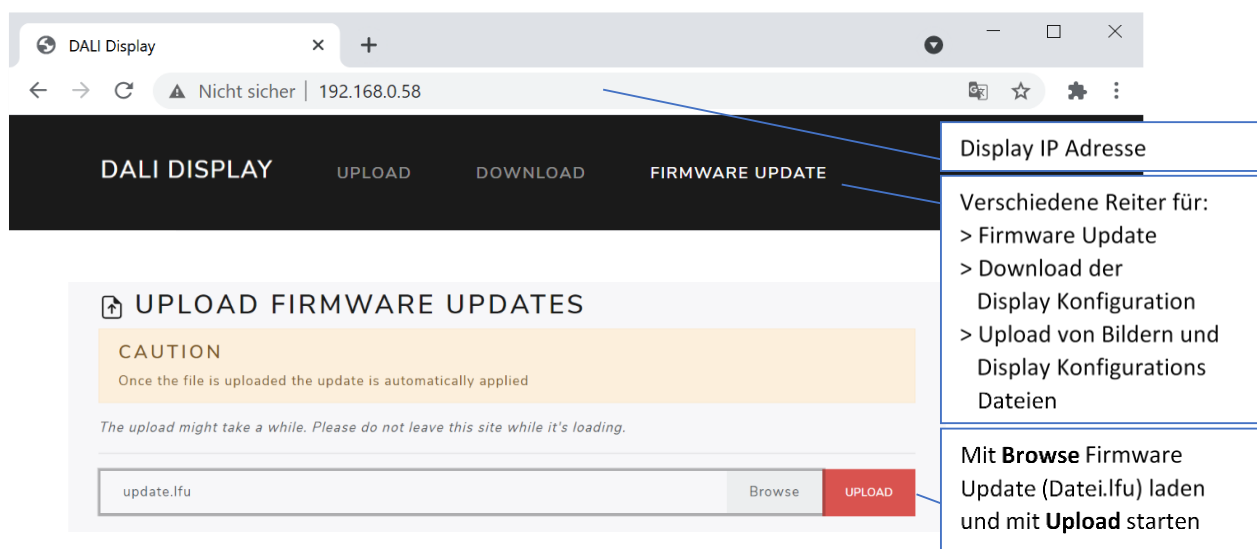 DALI Display
Nicht sicher | 192.168.0.58
Display IP Adresse
DALI DISPLAY UPLOAD DOWNLOAD FIRMWARE UPDATE
Verschiedene Reiter für:
> Firmware Update
> Download der
Display Konfiguration
> Upload von Bildern und
Display Konfigurations
Dateien
UPLOAD FIRMWARE UPDATES
CAUTION
Once the file is uploaded the update is automatically applied
The upload might take a while. Please do not leave this site while it's loading.
update.lfu Browse UPLOAD
Mit Browse Firmware
Update (Datei.lfu) laden
und mit Upload starten